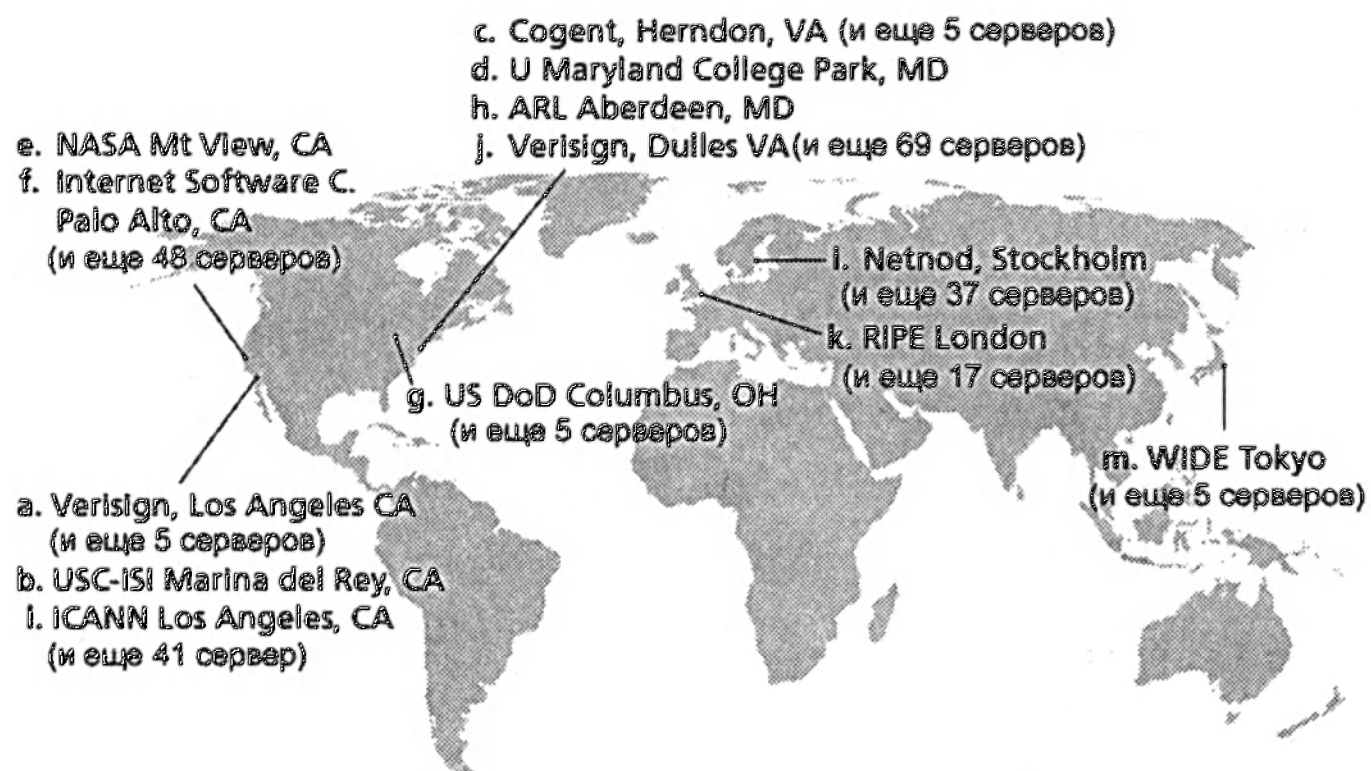 c. Cogent, Herndon, VA (и еще 5 серверов)
d. U Maryland College Park, MD
h. ARL Aberdeen, MD
j. Verisign, Dulles VA(и еще 69 серверов)
e. NASA Mt View, CA
f. Internet Software C.
Palo Alto, CA
(и еще 48 серверов)
i. Netnod, Stockholm
(и еще 37 серверов)
k. RIPE London
(и еще 17 серверов)
g. US DoD Columbus, OH
(и еще 5 серверов)
m. WIDE Tokyo
(и еще 5 серверов)
a. Verisign, Los Angeles CA
(и еще 5 серверов)
b. USC-ISI Marina del Rey, CA
l. ICANN Los Angeles, CA
(и еще 41 сервер)